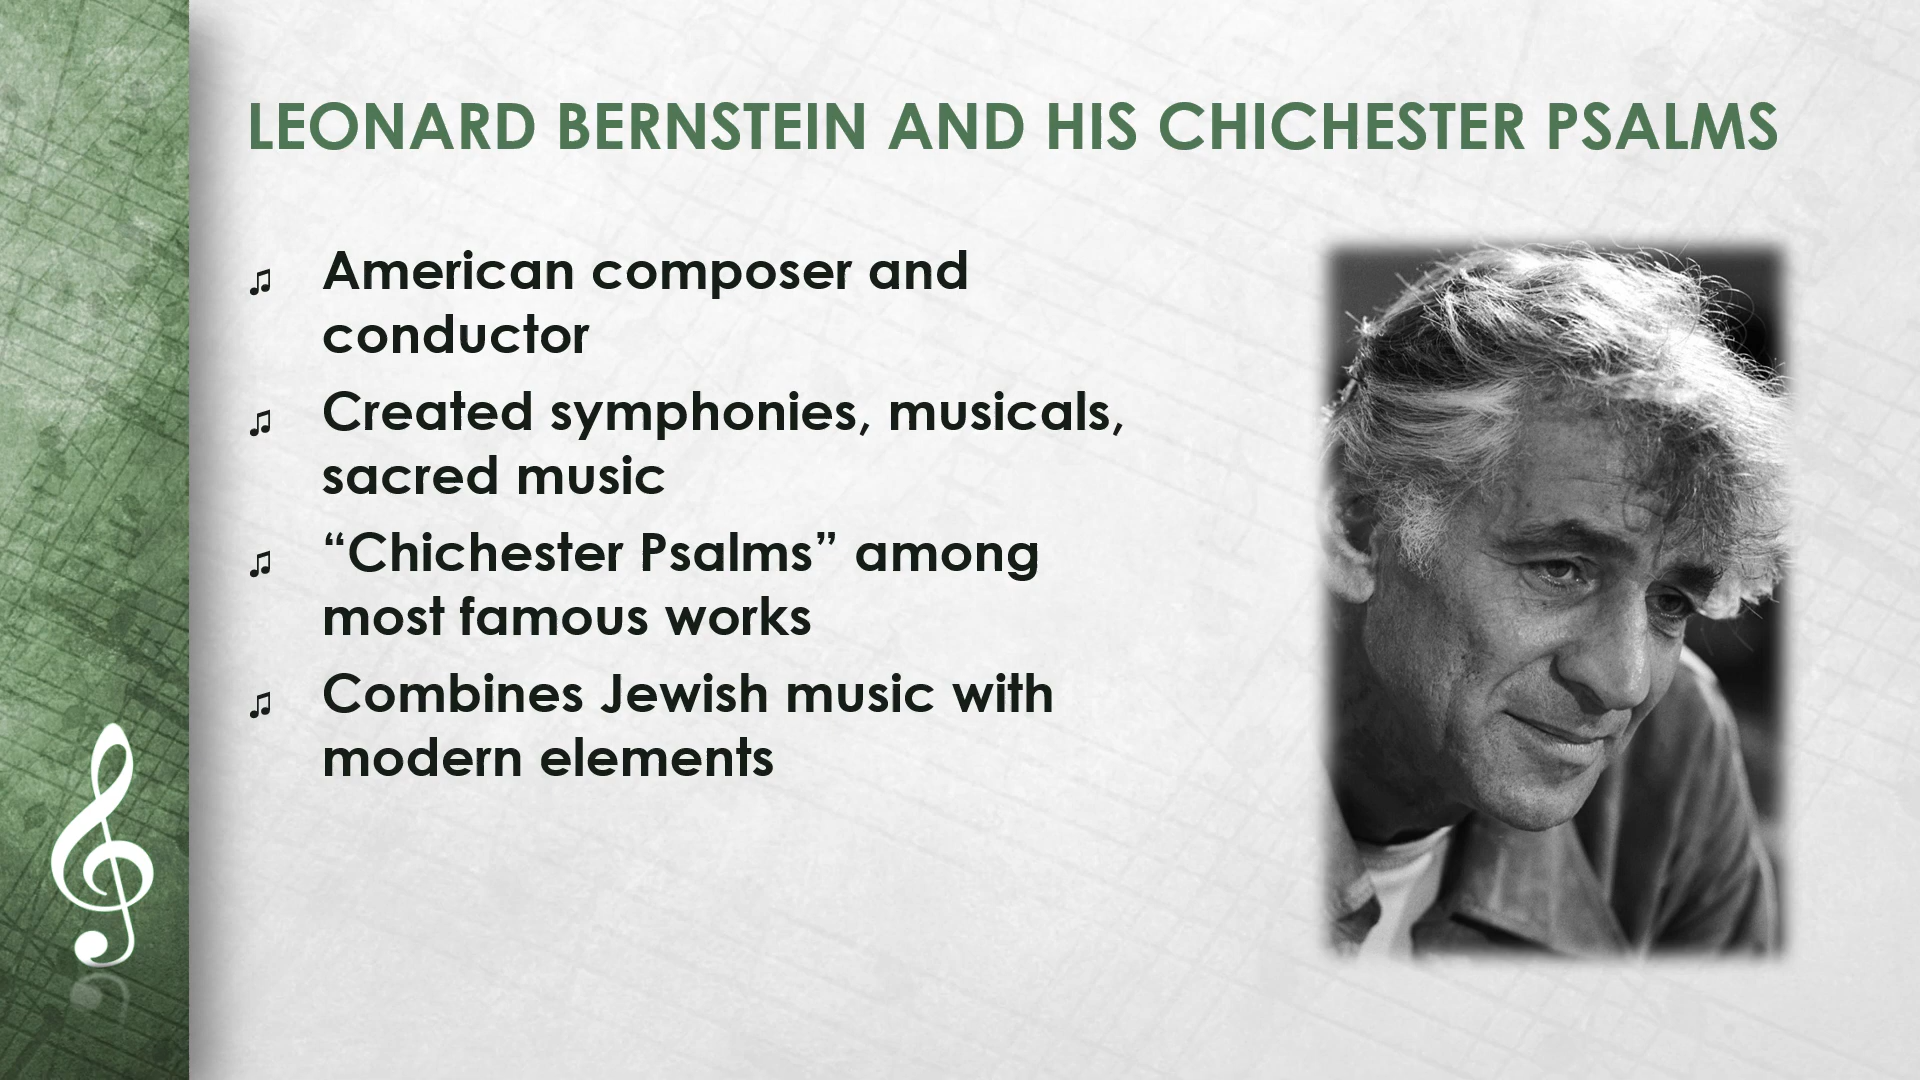 LEONARD BERNSTEIN AND HIS CHICHESTER PSALMS
♫ American composer and
conductor
♫ Created symphonies, musicals,
sacred music
♫ “Chichester Psalms” among
most famous works
♫ Combines Jewish music with
modern elements